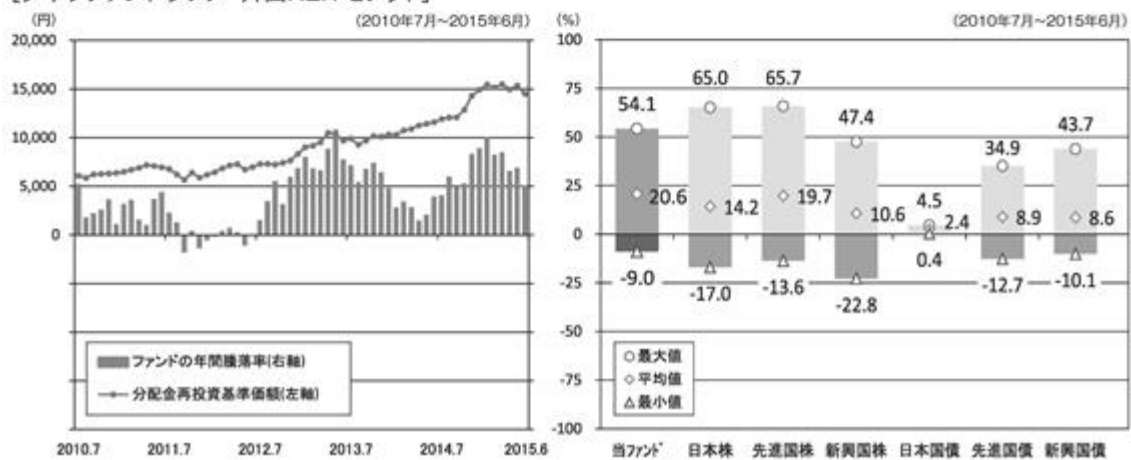 (円)
(2010年7月~2015年6月)
20,000
15,000
10,000
5,000
0
ファンドの年間騰落率(右軸)
分配金再投資基準価額(左軸)
2010.7 2011.7 2012.7 2013.7 2014.7 2015.6
(%)
(2010年7月~2015年6月)
100
75
50
25
0
-25
-50
-75
-100
54.1 65.0 65.7 47.4 4.5 34.9 43.7
20.6 14.2 19.7 10.6 2.4 8.9 8.6
-9.0 -17.0 -13.6 -22.8 0.4 -12.7 -10.1
最大値
平均値
最小値
当ファンド 日本株 先進国株 新興国株 日本国債 先進国債 新興国債